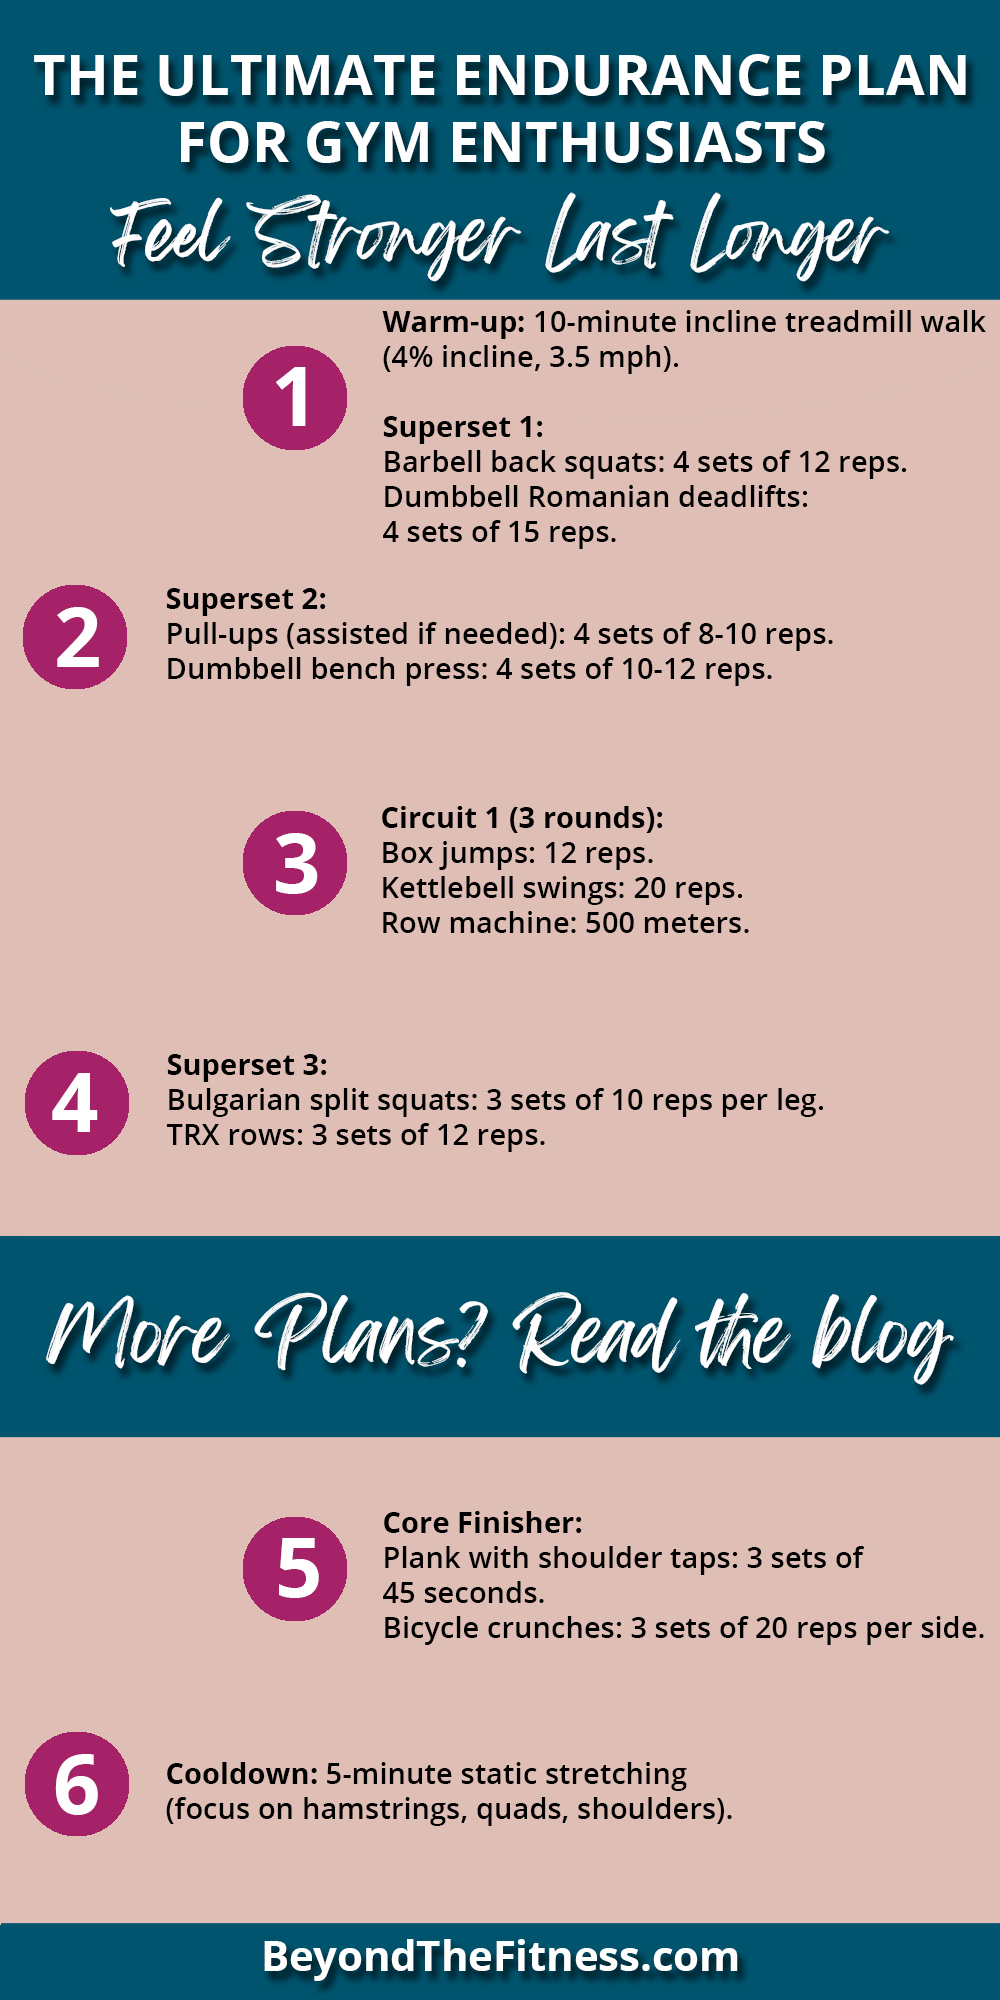 THE ULTIMATE ENDURANCE PLAN
FOR GYM ENTHUSIASTS
Feel Stronger Last Longer
1
Warm-up: 10-minute incline treadmill walk
(4% incline, 3.5 mph).
Superset 1:
Barbell back squats: 4 sets of 12 reps.
Dumbbell Romanian deadlifts:
4 sets of 15 reps.
2
Superset 2:
Pull-ups (assisted if needed): 4 sets of 8-10 reps.
Dumbbell bench press: 4 sets of 10-12 reps.
3
Circuit 1 (3 rounds):
Box jumps: 12 reps.
Kettlebell swings: 20 reps.
Row machine: 500 meters.
4
Superset 3:
Bulgarian split squats: 3 sets of 10 reps per leg.
TRX rows: 3 sets of 12 reps.
More Plans? Read the blog
5
Core Finisher:
Plank with shoulder taps: 3 sets of
45 seconds.
Bicycle crunches: 3 sets of 20 reps per side.
6
Cooldown: 5-minute static stretching
(focus on hamstrings, quads, shoulders).
BeyondTheFitness.com